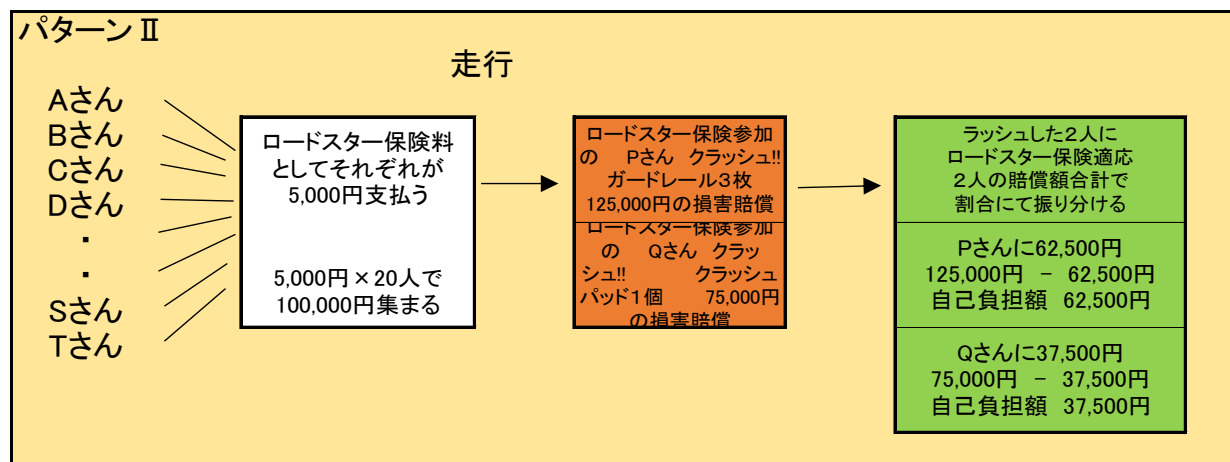 パターンⅡ
走行
Aさん
Bさん
Cさん
Dさん
・
・
Sさん
Tさん
ロードスター保険料
としてそれぞれが
5,000円支払う
5,000円×20人で
100,000円集まる
ロードスター保険参加
の Pさん クラッシュ!!
ガードレール3枚
125,000円の損害賠償
ロードスター保険参加
の Qさん クラッ
シュ!! クラッシュ
パッド1個 75,000円
の損害賠償
ラッシュした2人に
ロードスター保険適応
2人の賠償額合計で
割合にて振り分ける
Pさんに62,500円
125,000円 － 62,500円
自己負担額 62,500円
Qさんに37,500円
75,000円 － 37,500円
自己負担額 37,500円